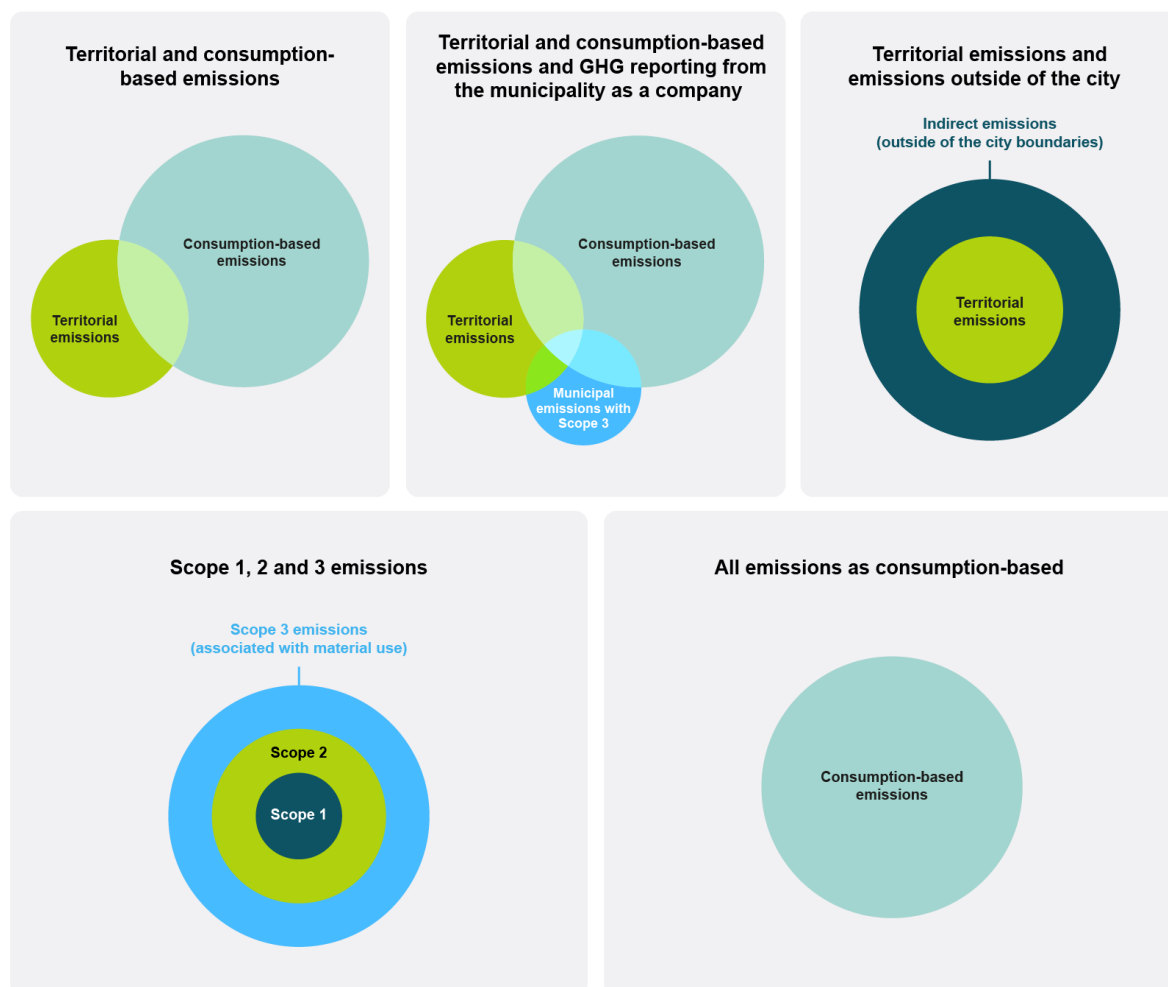 Territorial and consumption-
based emissions
Consumption-based
emissions
Territorial
emissions
Territorial and consumption-based
emissions and GHG reporting from
the municipality as a company
Consumption-based
emissions
Territorial
emissions
Municipal
emissions with
Scope 3
Territorial emissions and
emissions outside of the city
Indirect emissions
(outside of the city boundaries)
Territorial
emissions
Scope 1, 2 and 3 emissions
Scope 3 emissions
(associated with material use)
Scope 2
Scope 1
All emissions as consumption-based
Consumption-based
emissions